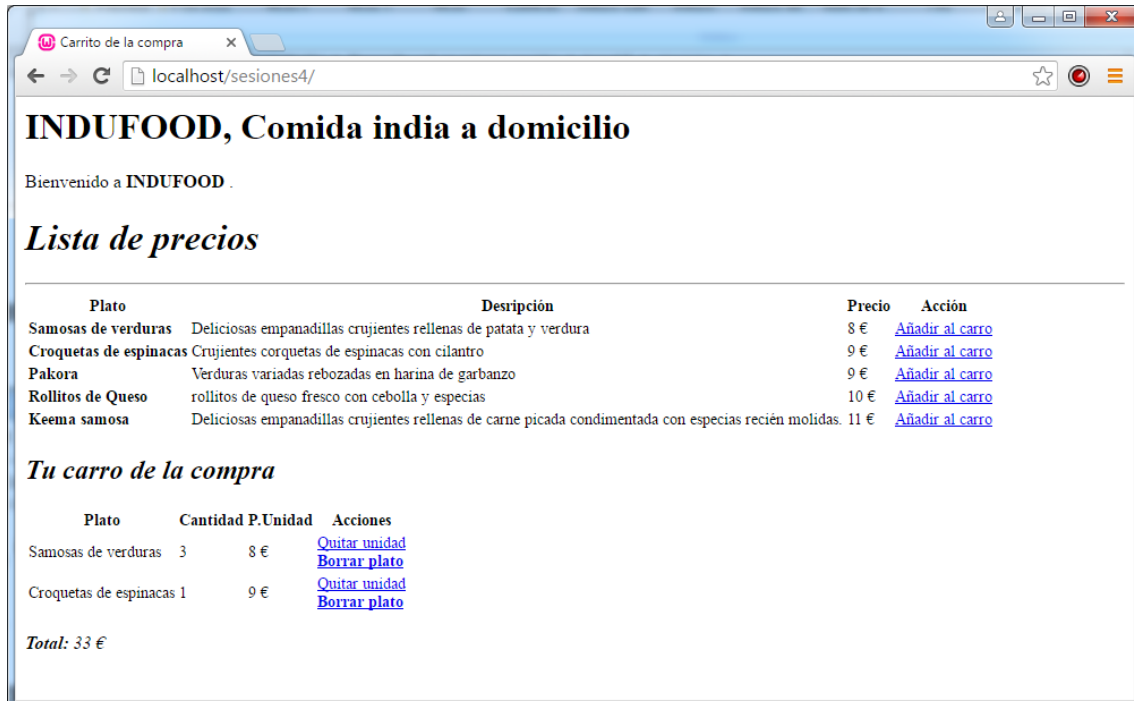 Carrito de la compra
localhost/sesiones4/
INDUFOOD, Comida india a domicilio
Bienvenido a INDUFOOD .
Lista de precios
Plato Desripción Precio Acción
Samosas de verduras Deliciosas empanadillas crujientes rellenas de patata y verdura 8 € Añadir al carro
Croquetas de espinacas Crujientes corquetas de espinacas con cilantro 9 € Añadir al carro
Pakora Verduras variadas rebozadas en harina de garbanzo 9 € Añadir al carro
Rollitos de Queso rollitos de queso fresco con cebolla y especias 10 € Añadir al carro
Keema samosa Deliciosas empanadillas crujientes rellenas de carne picada condimentada con especias recién molidas. 11 € Añadir al carro
Tu carro de la compra
Plato Cantidad P.Unidad Acciones
Samosas de verduras 3 8 € Quitar unidad
Borrar plato
Croquetas de espinacas 1 9 € Quitar unidad
Borrar plato
Total: 33 €